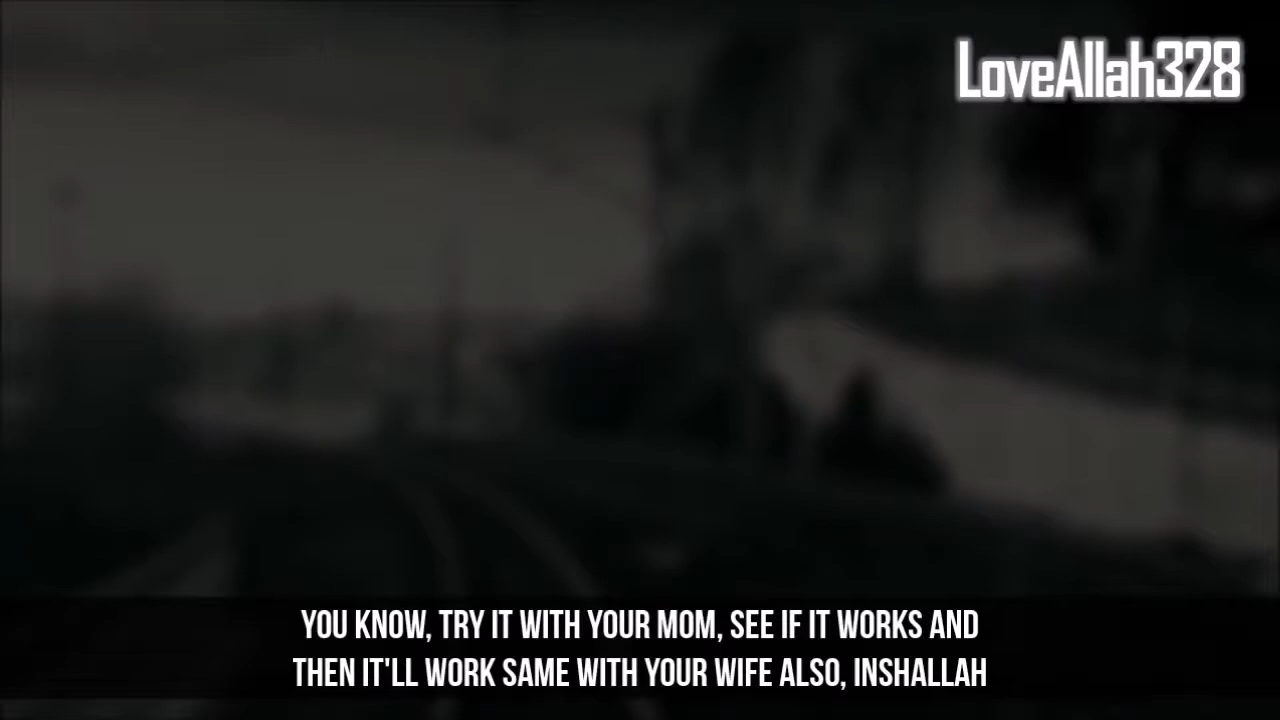 LoveAllah328
YOU KNOW, TRY IT WITH YOUR MOM, SEE IF IT WORKS AND
THEN IT'LL WORK SAME WITH YOUR WIFE ALSO, INSHALLAH